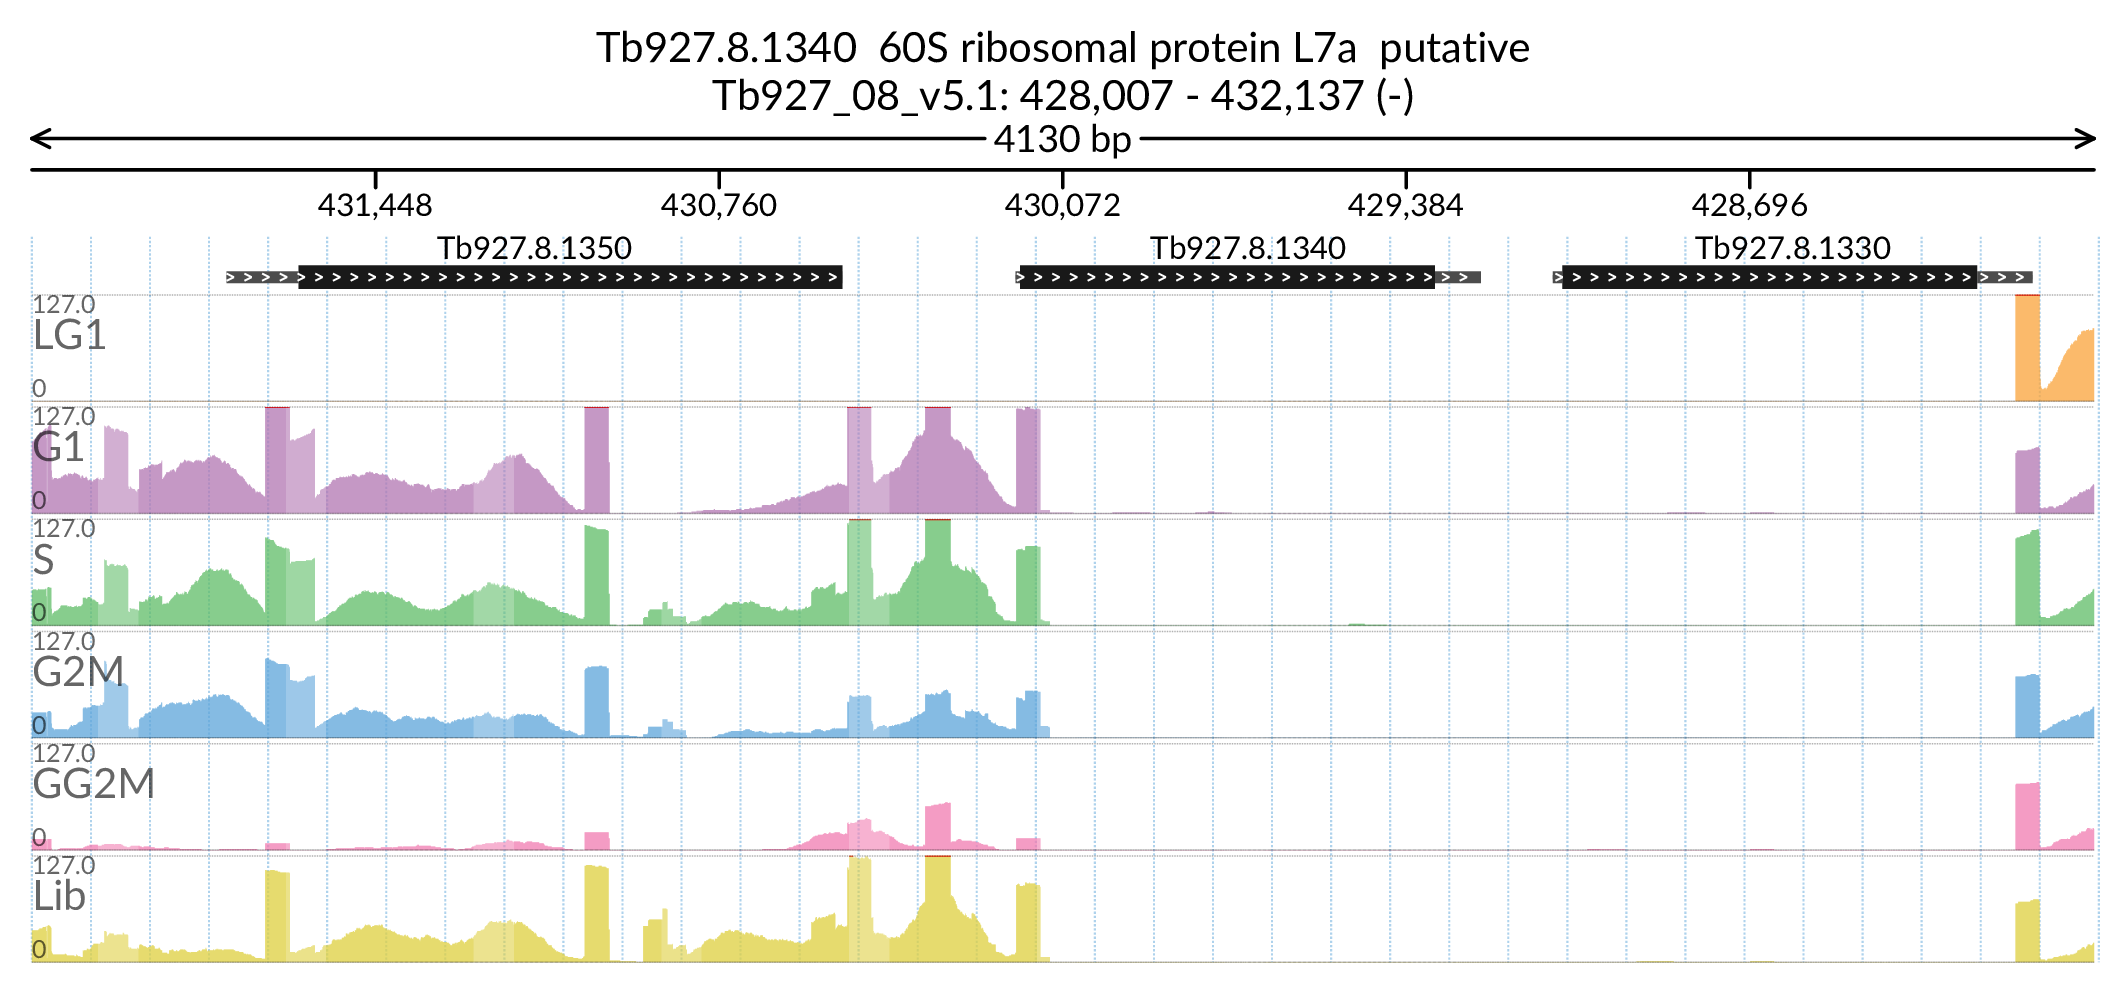 Tb927.8.1340  60S ribosomal protein L7a  putative
Tb927_08_v5.1: 428,007 - 432,137 (-)
4130 bp
431,448 430,760 430,072 429,384 428,696
Tb927.8.1350 Tb927.8.1340 Tb927.8.1330
127.0
LG1
0
127.0
G1
0
127.0
S
0
127.0
G2M
0
127.0
GG2M
0
127.0
Lib
0